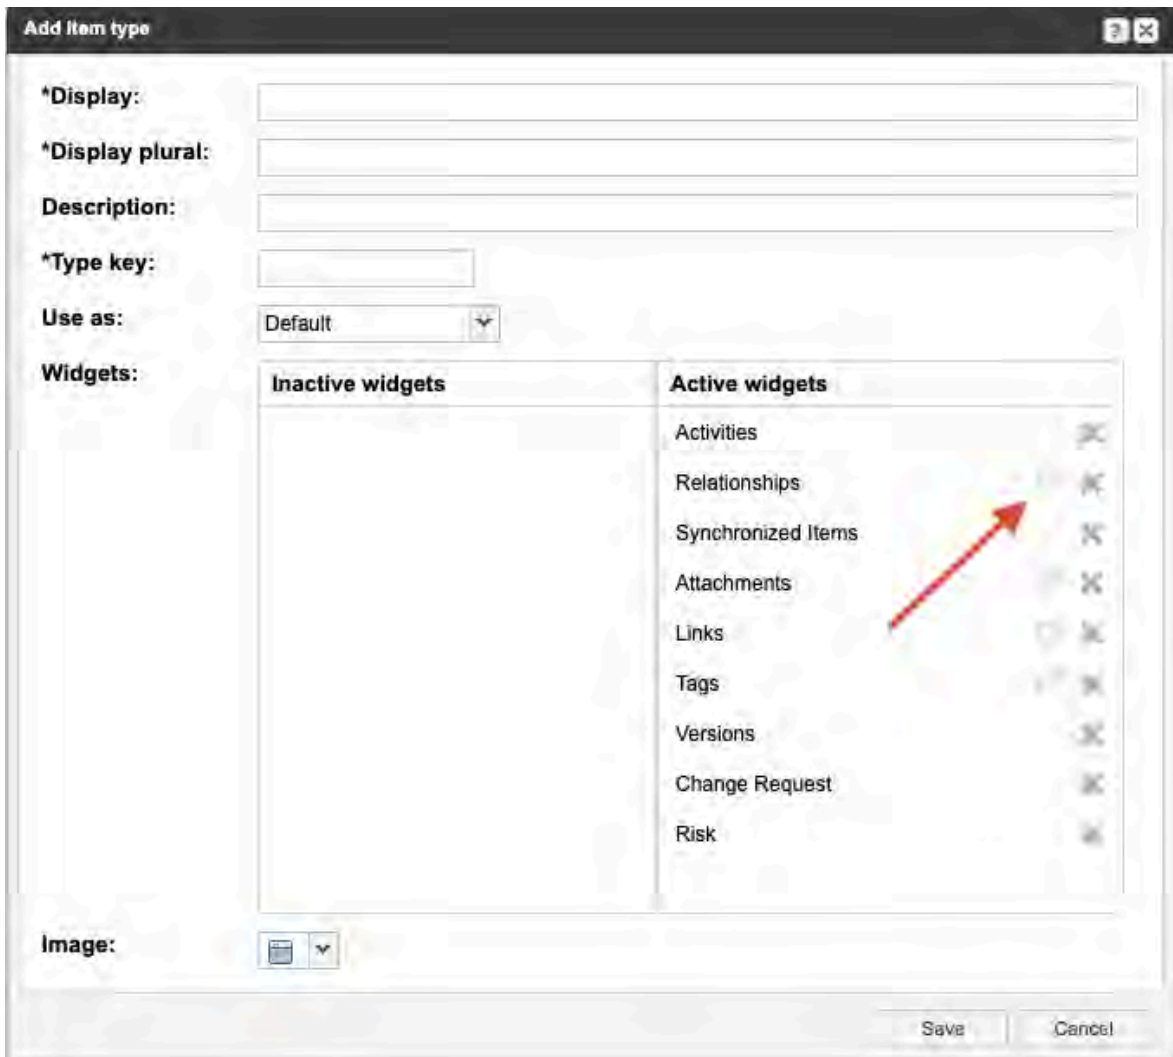 Add item type
*Display:
*Display plural:
Description:
*Type key:
Use as: Default
Widgets: Inactive widgets Active widgets
Activities
Relationships
Synchronized Items
Attachments
Links
Tags
Versions
Change Request
Risk
Image:
Save Cancel